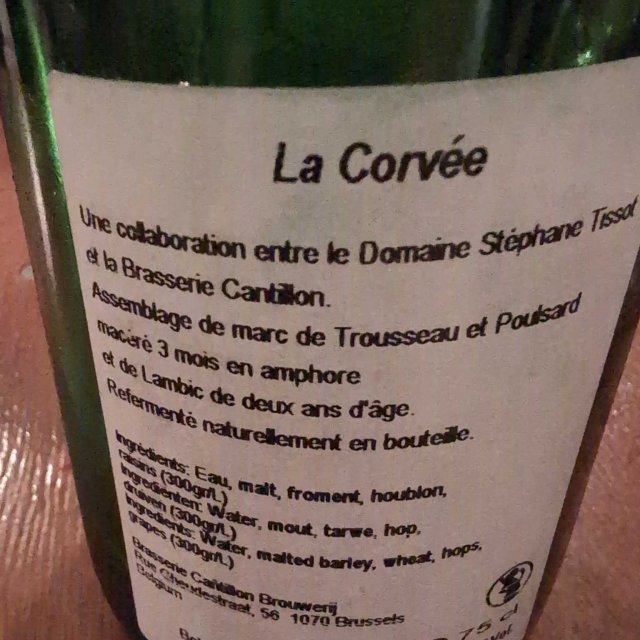 La Corvée
Une collaboration entre le Domaine Stéphane Tissot
et la Brasserie Cantillon.
Assemblage de marc de Trousseau et Poulsard
maceré 3 mois en amphore
et de Lambic de deux ans d'âge.
Refermenté naturellement en bouteille.
Ingrédients: Eau, malt, froment, houblon,
raisins (300gr/L)
Ingrediënten: Water, mout, tarwe, hop,
druiven (300gr/L)
Ingredients: Water, malted barley, wheat, hops,
grapes (300gr/L)
Brasserie Cantillon Brouwerij
Rue Gheudestraat, 56 1070 Brussels
Belgium
75 cl